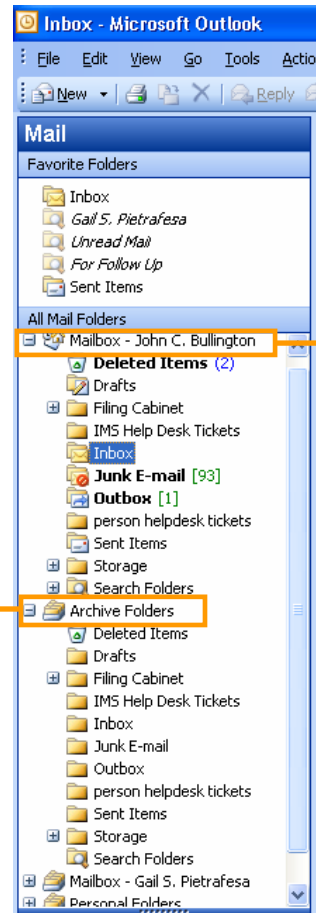 Inbox - Microsoft Outlook
File Edit View Go Tools Actio
New Reply
Mail
Favorite Folders
Inbox
Gail S. Pietrafesa
Unread Mail
For Follow Up
Sent Items
All Mail Folders
Mailbox - John C. Bullington
Deleted Items (2)
Drafts
Filing Cabinet
IMS Help Desk Tickets
Inbox
Junk E-mail [93]
Outbox [1]
person helpdesk tickets
Sent Items
Storage
Search Folders
Archive Folders
Deleted Items
Drafts
Filing Cabinet
IMS Help Desk Tickets
Inbox
Junk E-mail
Outbox
person helpdesk tickets
Sent Items
Storage
Search Folders
Mailbox - Gail S. Pietrafesa
Personal Folders